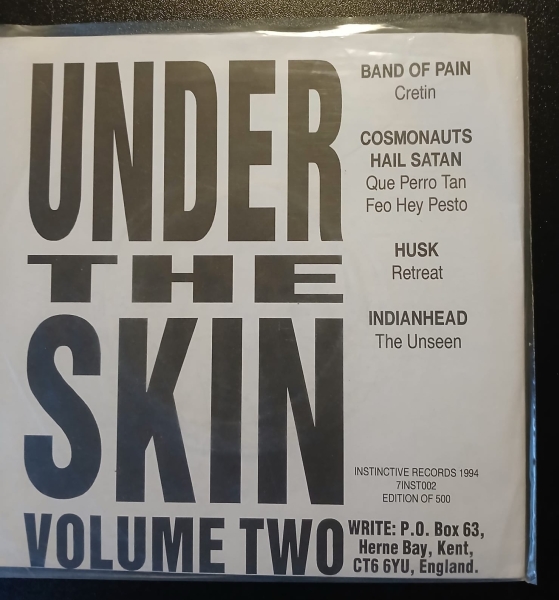 UNDER
THE
SKIN
VOLUME TWO
BAND OF PAIN
Cretin
COSMONAUTS
HAIL SATAN
Que Perro Tan
Feo Hey Pesto
HUSK
Retreat
INDIANHEAD
The Unseen
INSTINCTIVE RECORDS 1994
7INST002
EDITION OF 500
WRITE: P.O. Box 63,
Herne Bay, Kent,
CT6 6YU, England.